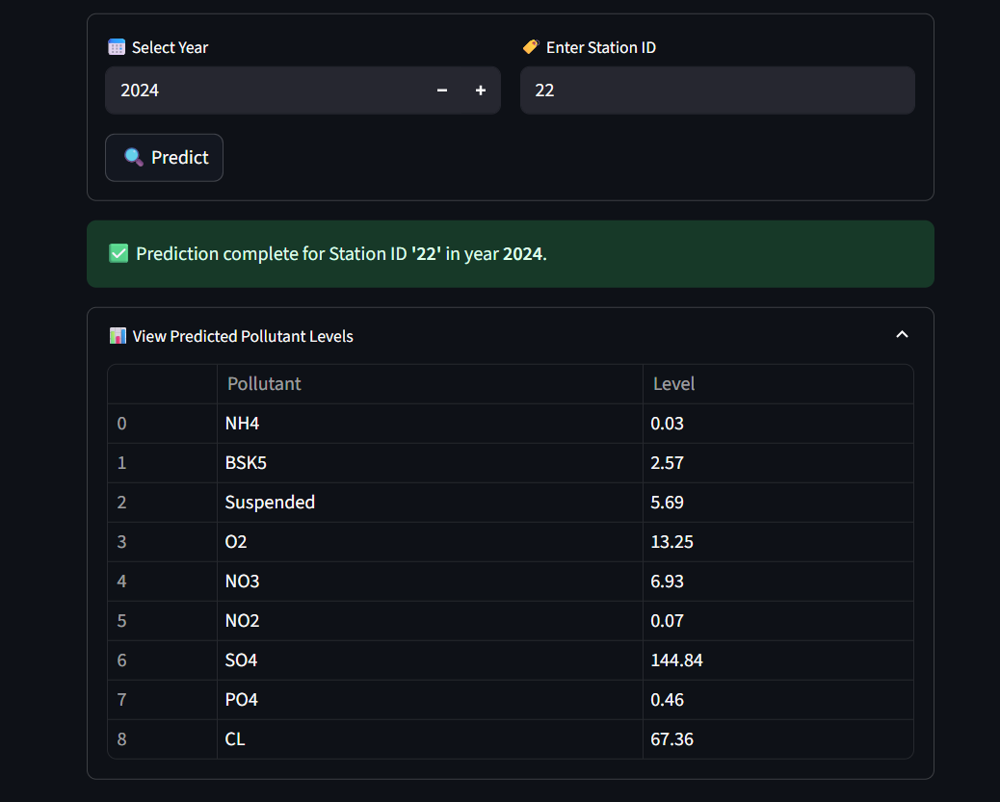 Select Year
Enter Station ID
2024
22
Predict
Prediction complete for Station ID '22' in year 2024.
View Predicted Pollutant Levels
Pollutant Level
0 NH4 0.03
1 BSK5 2.57
2 Suspended 5.69
3 O2 13.25
4 NO3 6.93
5 NO2 0.07
6 SO4 144.84
7 PO4 0.46
8 CL 67.36